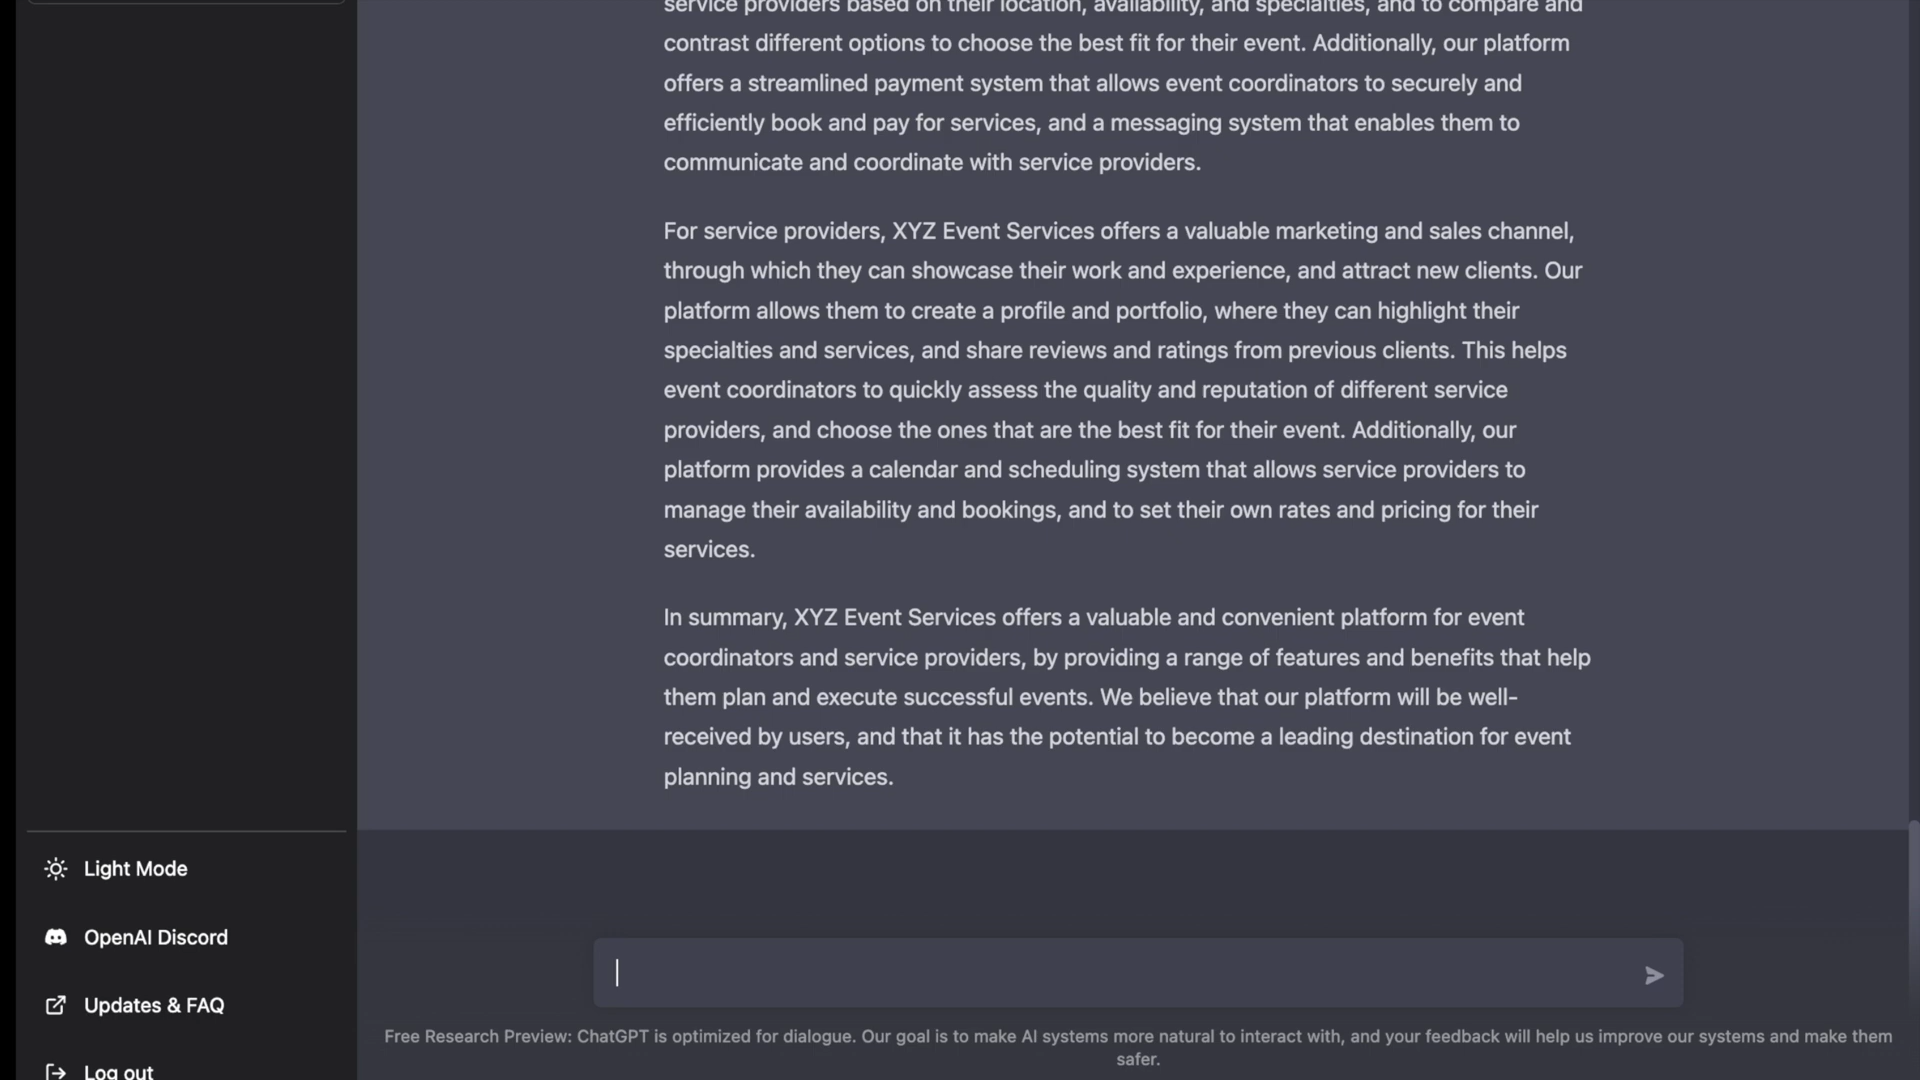 service providers based on their location, availability, and specialties, and to compare and
contrast different options to choose the best fit for their event. Additionally, our platform
offers a streamlined payment system that allows event coordinators to securely and
efficiently book and pay for services, and a messaging system that enables them to
communicate and coordinate with service providers.
For service providers, XYZ Event Services offers a valuable marketing and sales channel,
through which they can showcase their work and experience, and attract new clients. Our
platform allows them to create a profile and portfolio, where they can highlight their
specialties and services, and share reviews and ratings from previous clients. This helps
event coordinators to quickly assess the quality and reputation of different service
providers, and choose the ones that are the best fit for their event. Additionally, our
platform provides a calendar and scheduling system that allows service providers to
manage their availability and bookings, and to set their own rates and pricing for their
services.
In summary, XYZ Event Services offers a valuable and convenient platform for event
coordinators and service providers, by providing a range of features and benefits that help
them plan and execute successful events. We believe that our platform will be well-
received by users, and that it has the potential to become a leading destination for event
planning and services.
Light Mode
OpenAI Discord
Updates & FAQ
Log out
Free Research Preview: ChatGPT is optimized for dialogue. Our goal is to make AI systems more natural to interact with, and your feedback will help us improve our systems and make them
safer.